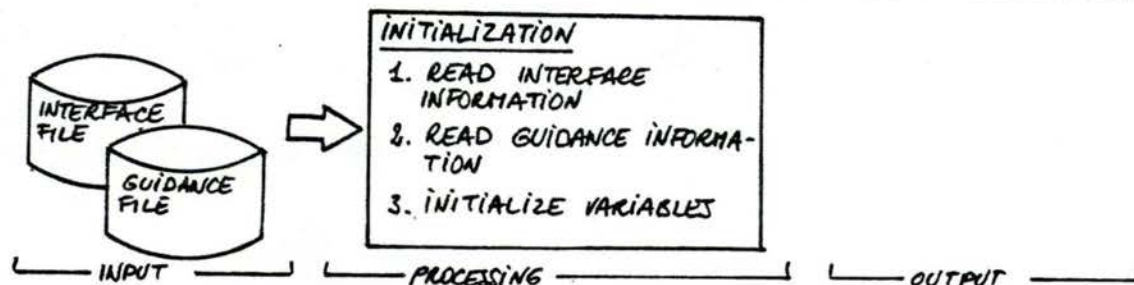 INTERFACE
FILE
GUIDANCE
FILE
INITIALIZATION
1. READ INTERFARE
INFORMATION
2. READ GUIDANCE INFORMA-
TION
3. INITIALIZE VARIABLES
INPUT
PROCESSING
OUTPUT